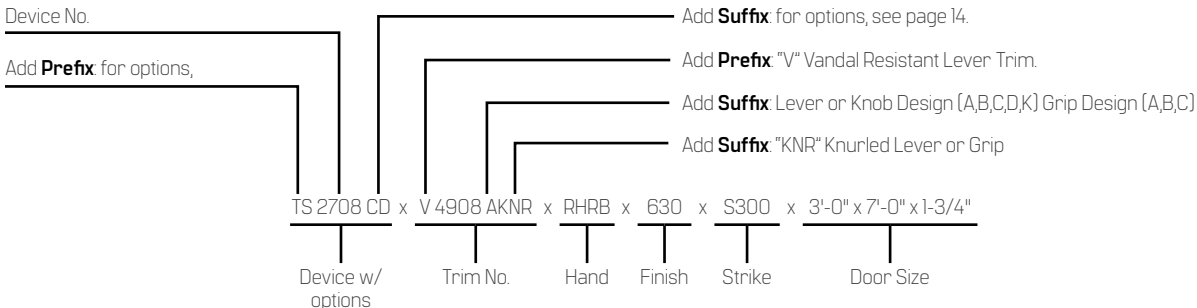 Device No.
Add Suffix: for options, see page 14.
Add Prefix: for options,
Add Prefix: "V" Vandal Resistant Lever Trim.
Add Suffix: Lever or Knob Design (A,B,C,D,K) Grip Design (A,B,C)
Add Suffix: "KNR" Knurled Lever or Grip
TS 2708 CD x V 4908 AKNR x RHRB x 630 x S300 x 3'-0" x 7'-0" x 1-3/4"
Device w/ options
Trim No.
Hand
Finish
Strike
Door Size